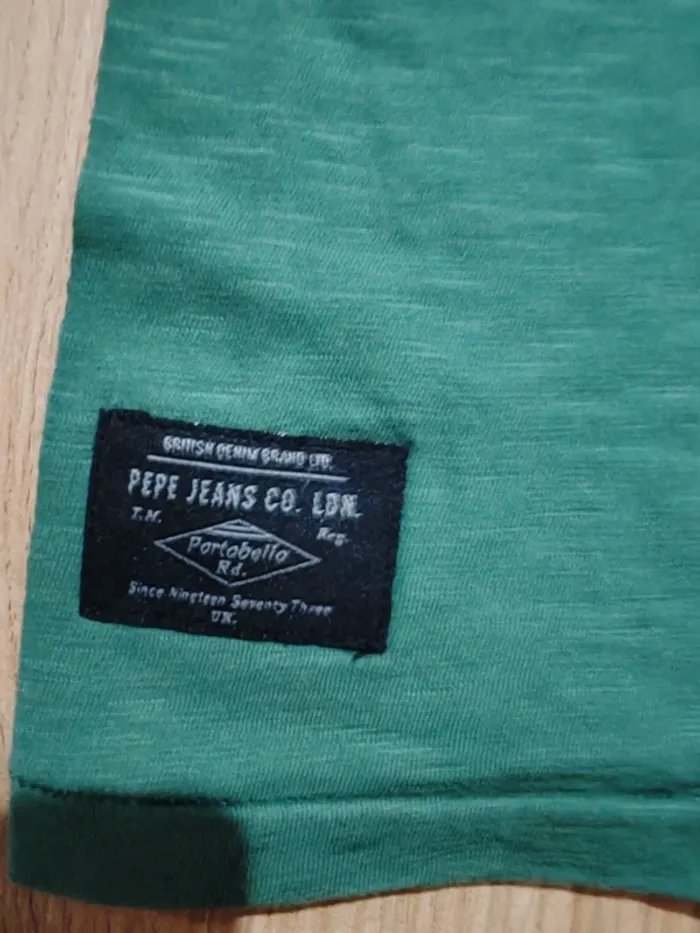 BRITISH DENIM BRAND LTD.
PEPE JEANS CO. LDN.
T.M. Reg.
Portobello
Rd.
Since Nineteen Seventy Three
UK.